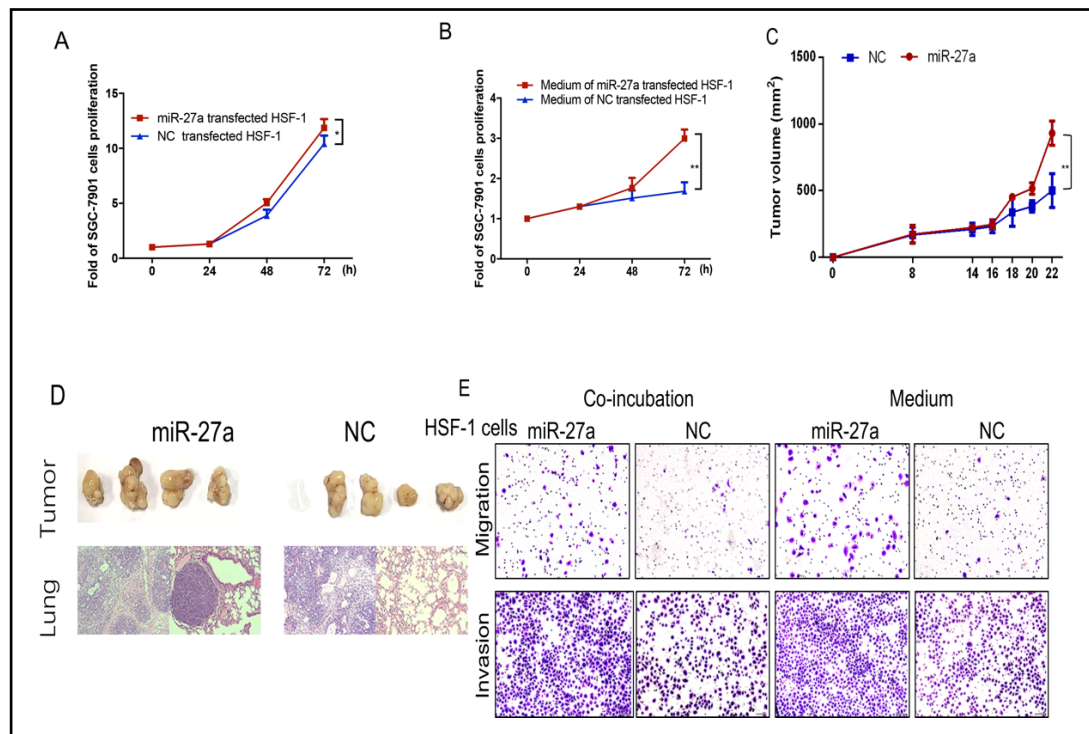 A
Fold of SGC-7901 cells proliferation
miR-27a transfected HSF-1
NC transfected HSF-1
*
15
10
5
0
0 24 48 72 (h)
B
Fold of SGC-7901 cells proliferation
Medium of miR-27a transfected HSF-1
Medium of NC transfected HSF-1
**
4
3
2
1
0
0 24 48 72 (h)
C
Tumor volume (mm²)
NC miR-27a
**
1500
1000
500
0
0 8 14 16 18 20 22
D
miR-27a NC
Tumor
Lung
E
Co-incubation Medium
HSF-1 cells miR-27a NC miR-27a NC
Migration
Invasion